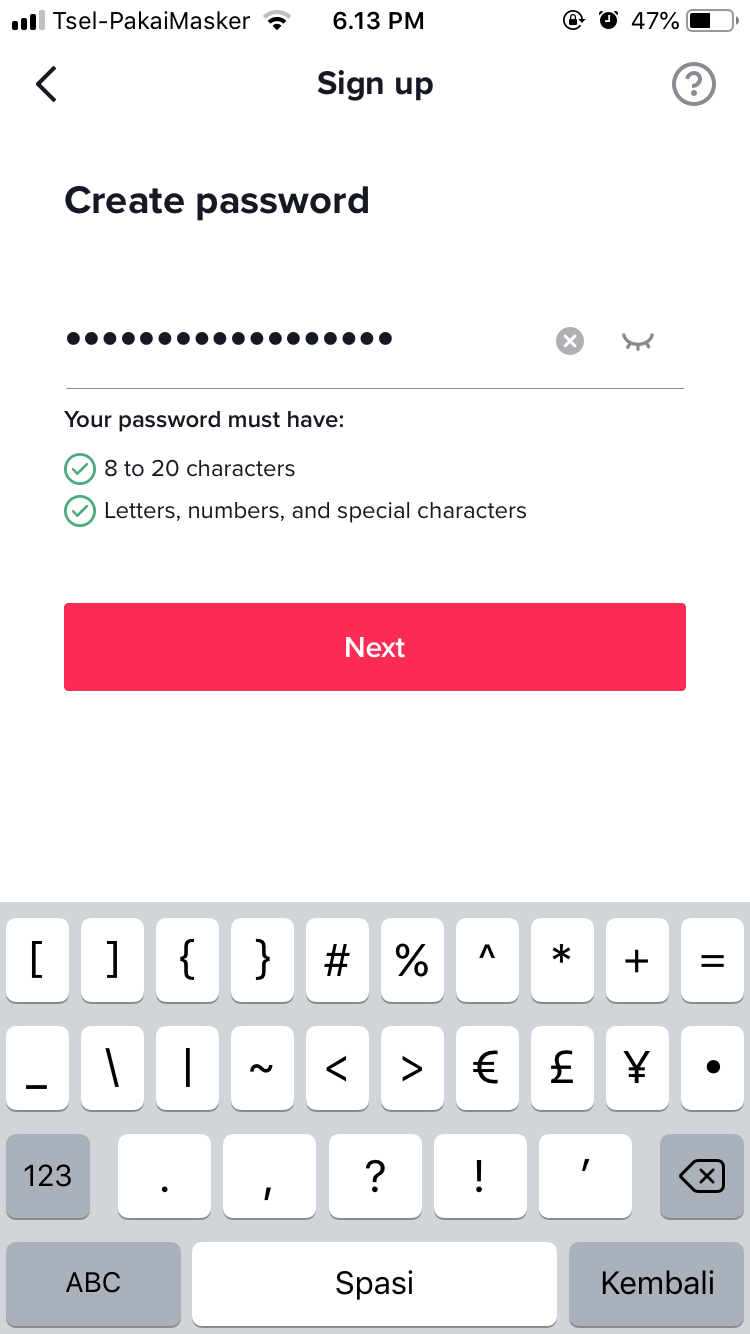 Tsel-PakaiMasker 6.13 PM 47%
Sign up ?
Create password
••••••••••••••••••
Your password must have:
8 to 20 characters
Letters, numbers, and special characters
Next
[ ] { } # % ^ * + =
_ \ | ~ < > € £ ¥ •
123 . , ? ! '
ABC Spasi Kembali